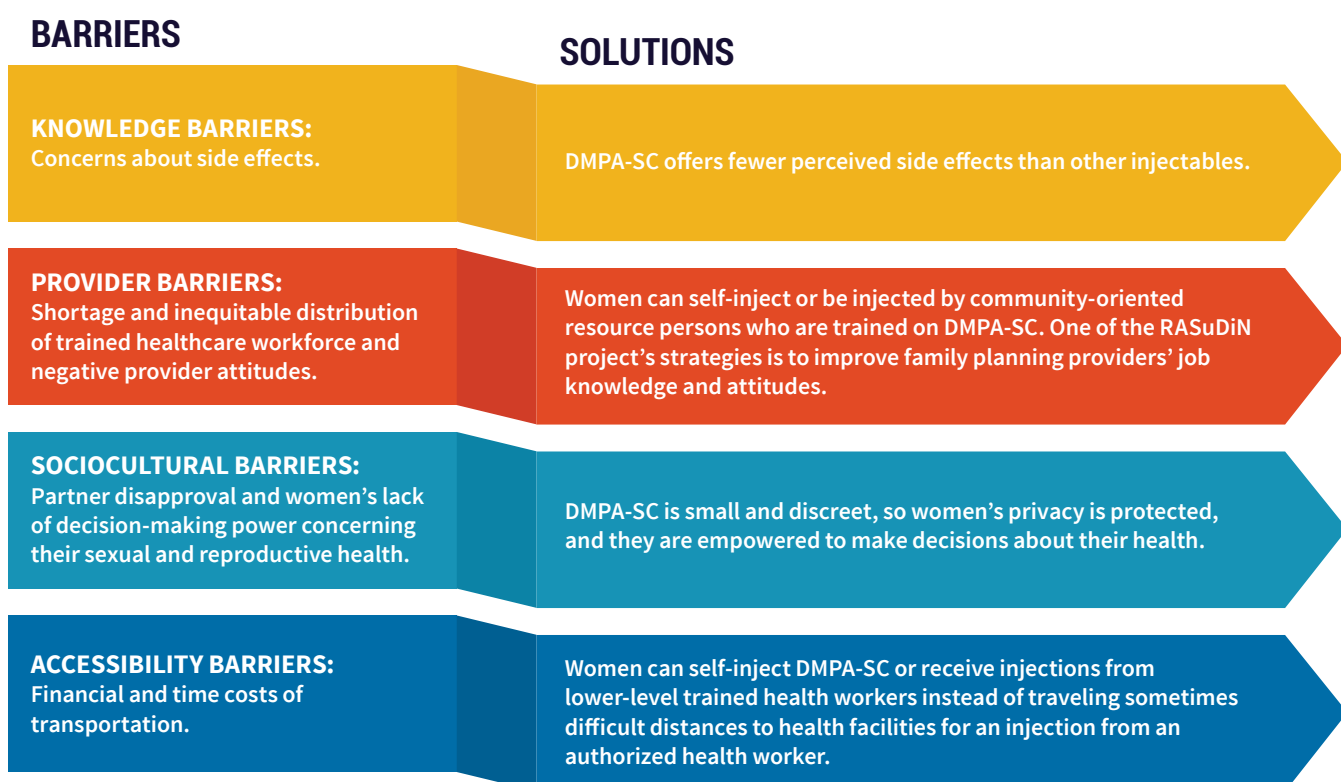 BARRIERS
SOLUTIONS
KNOWLEDGE BARRIERS:
Concerns about side effects.
DMPA-SC offers fewer perceived side effects than other injectables.
PROVIDER BARRIERS:
Shortage and inequitable distribution
of trained healthcare workforce and
negative provider attitudes.
Women can self-inject or be injected by community-oriented
resource persons who are trained on DMPA-SC. One of the RASuDiN
project’s strategies is to improve family planning providers’ job
knowledge and attitudes.
SOCIOCULTURAL BARRIERS:
Partner disapproval and women’s lack
of decision-making power concerning
their sexual and reproductive health.
DMPA-SC is small and discreet, so women’s privacy is protected,
and they are empowered to make decisions about their health.
ACCESSIBILITY BARRIERS:
Financial and time costs of
transportation.
Women can self-inject DMPA-SC or receive injections from
lower-level trained health workers instead of traveling sometimes
difficult distances to health facilities for an injection from an
authorized health worker.